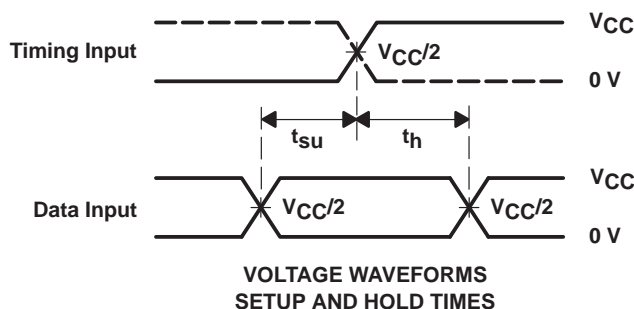 VCC
Timing Input
VCC/2
0 V
tsu
th
VCC
Data Input
VCC/2
VCC/2
0 V
VOLTAGE WAVEFORMS
SETUP AND HOLD TIMES